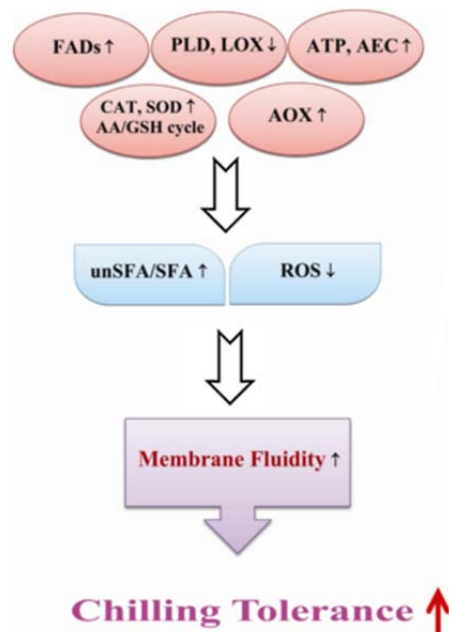 FADs ↑
PLD, LOX ↓
ATP, AEC ↑
CAT, SOD ↑
AA/GSH cycle
AOX ↑
unSFA/SFA ↑
ROS ↓
Membrane Fluidity ↑
Chilling Tolerance ↑